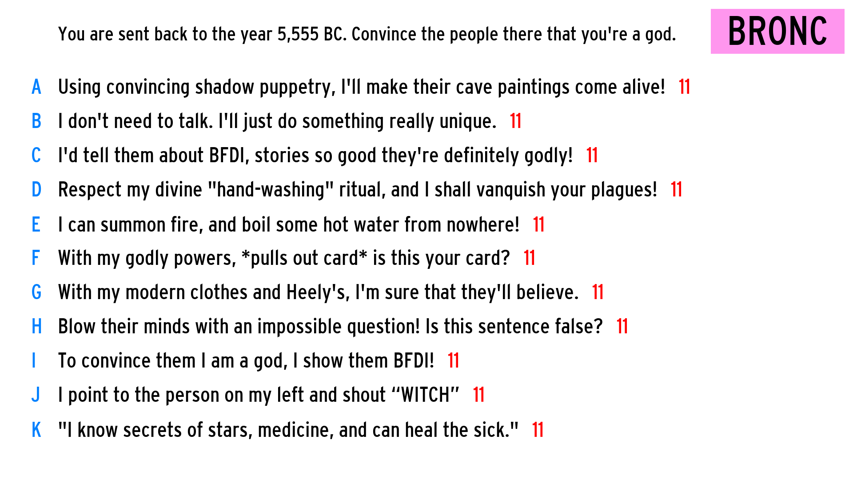 You are sent back to the year 5,555 BC. Convince the people there that you're a god.
BRONC
A Using convincing shadow puppetry, I'll make their cave paintings come alive! 11
B I don't need to talk. I'll just do something really unique. 11
C I'd tell them about BFDI, stories so good they're definitely godly! 11
D Respect my divine "hand-washing" ritual, and I shall vanquish your plagues! 11
E I can summon fire, and boil some hot water from nowhere! 11
F With my godly powers, *pulls out card* is this your card? 11
G With my modern clothes and Heely's, I'm sure that they'll believe. 11
H Blow their minds with an impossible question! Is this sentence false? 11
I To convince them I am a god, I show them BFDI! 11
J I point to the person on my left and shout “WITCH” 11
K "I know secrets of stars, medicine, and can heal the sick." 11